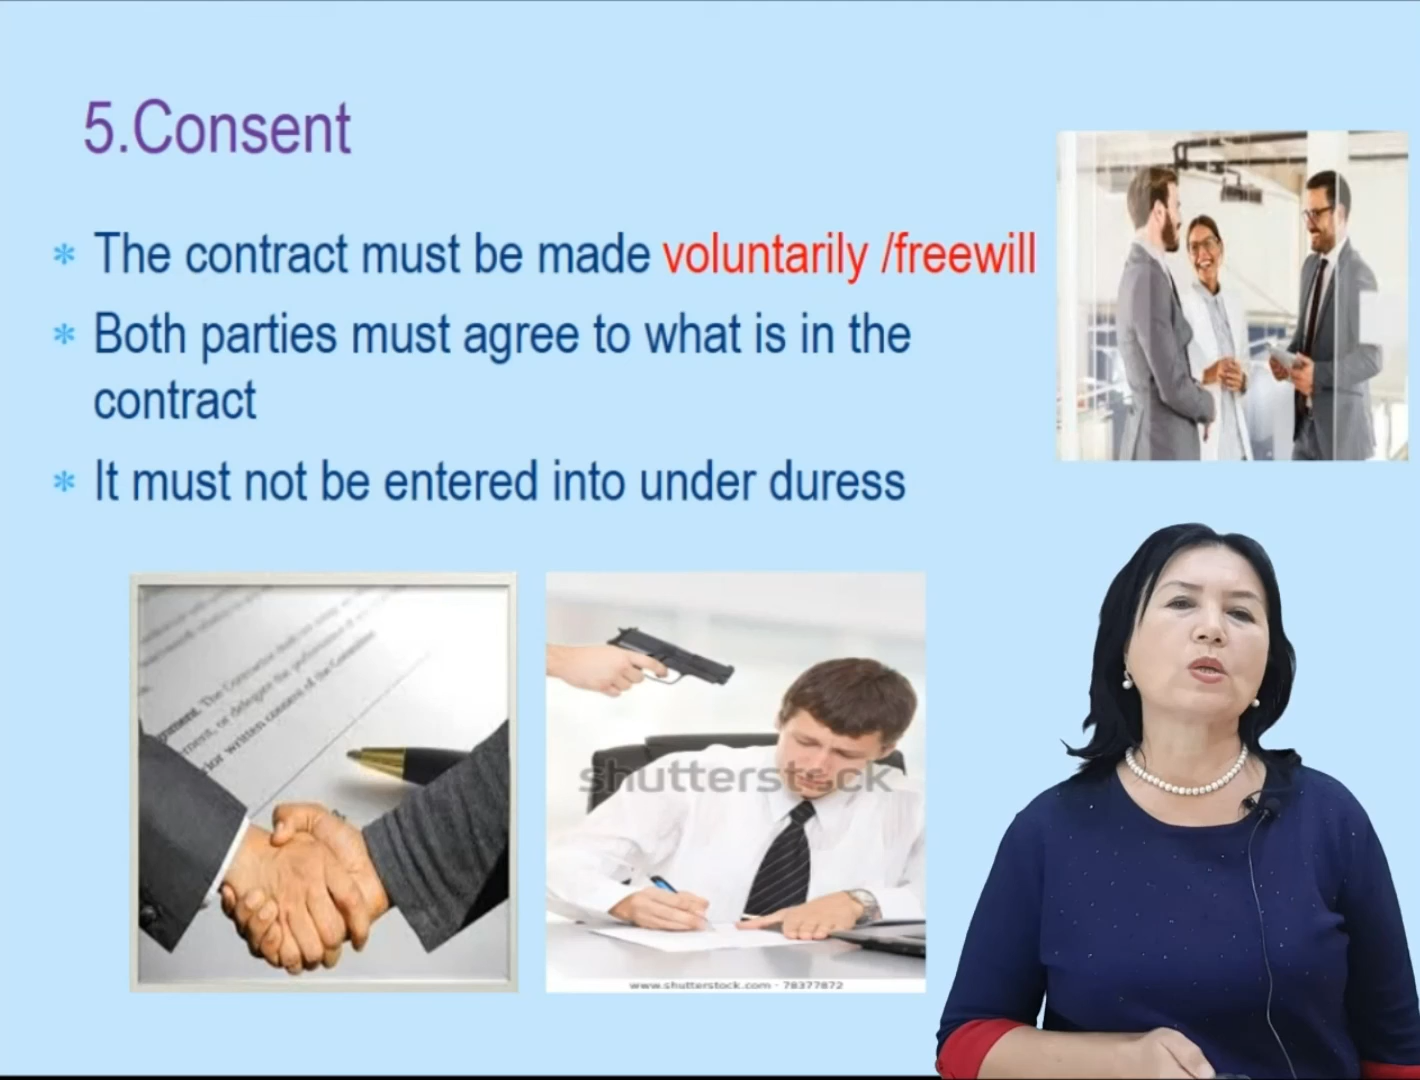 5.Consent
* The contract must be made voluntarily /freewill
* Both parties must agree to what is in the
contract
* It must not be entered into under duress
shutterstock
www.shutterstock.com · 78377872